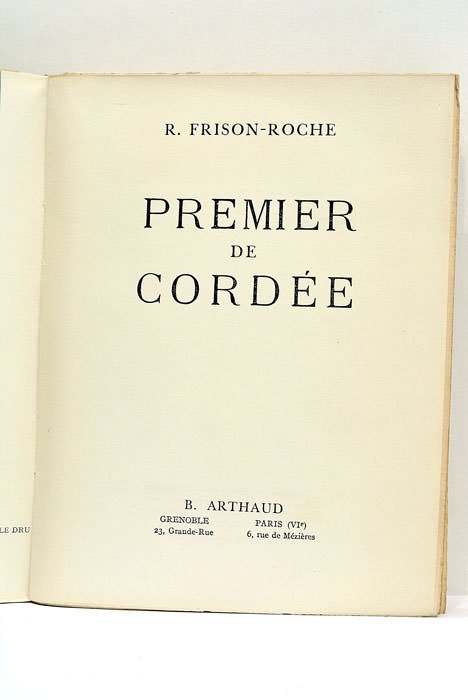 R. FRISON-ROCHE
PREMIER
DE
CORDÉE
B. ARTHAUD
GRENOBLE
23, Grande-Rue
PARIS (VIe)
6, rue de Mézières
LE DRU